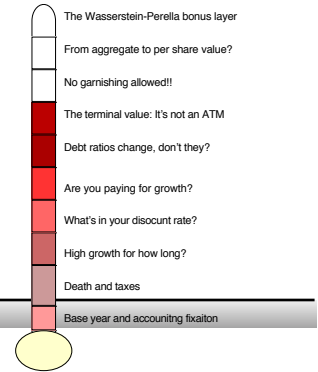 The Wasserstein-Perella bonus layer
From aggregate to per share value?
No garnishing allowed!!
The terminal value: It's not an ATM
Debt ratios change, don't they?
Are you paying for growth?
What's in your disocunt rate?
High growth for how long?
Death and taxes
Base year and accounitng fixaiton